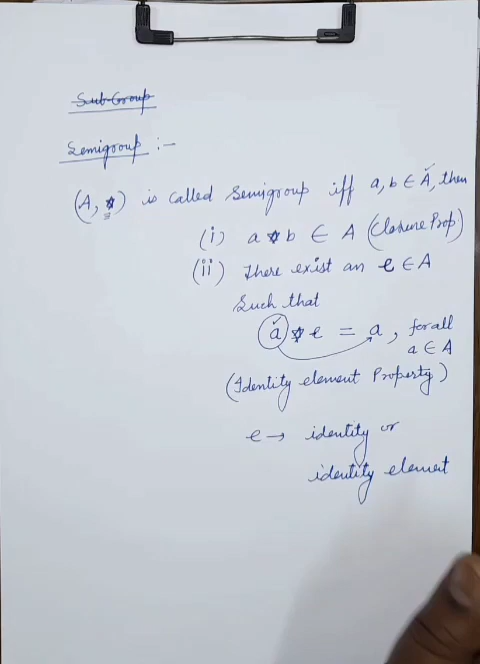 Sub-Group
Semigroup :-
(A, *) is called Semigroup iff a, b ∈ A, then
(i) a * b ∈ A (Closure Prop)
(ii) There exist an e ∈ A
Such that
a * e = a, for all
a ∈ A
(Identity element Property)
e → identity or
identity element